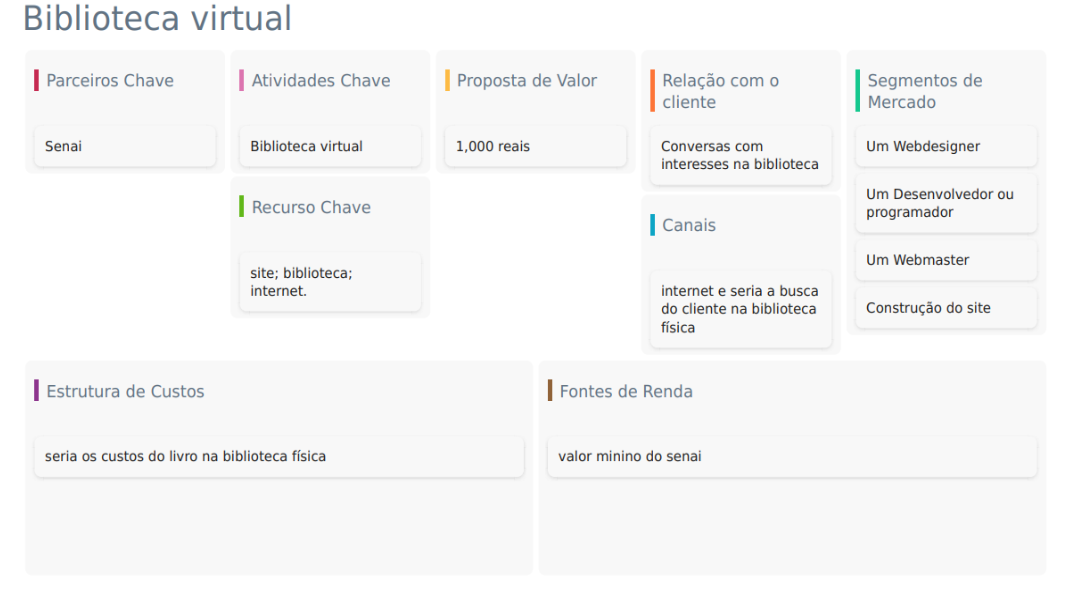 Biblioteca virtual
Parceiros Chave
Senai
Atividades Chave
Biblioteca virtual
Recurso Chave
site; biblioteca;
internet.
Proposta de Valor
1,000 reais
Relação com o
cliente
Conversas com
interesses na biblioteca
Canais
internet e seria a busca
do cliente na biblioteca
física
Segmentos de
Mercado
Um Webdesigner
Um Desenvolvedor ou
programador
Um Webmaster
Construção do site
Estrutura de Custos
seria os custos do livro na biblioteca física
Fontes de Renda
valor minino do senai